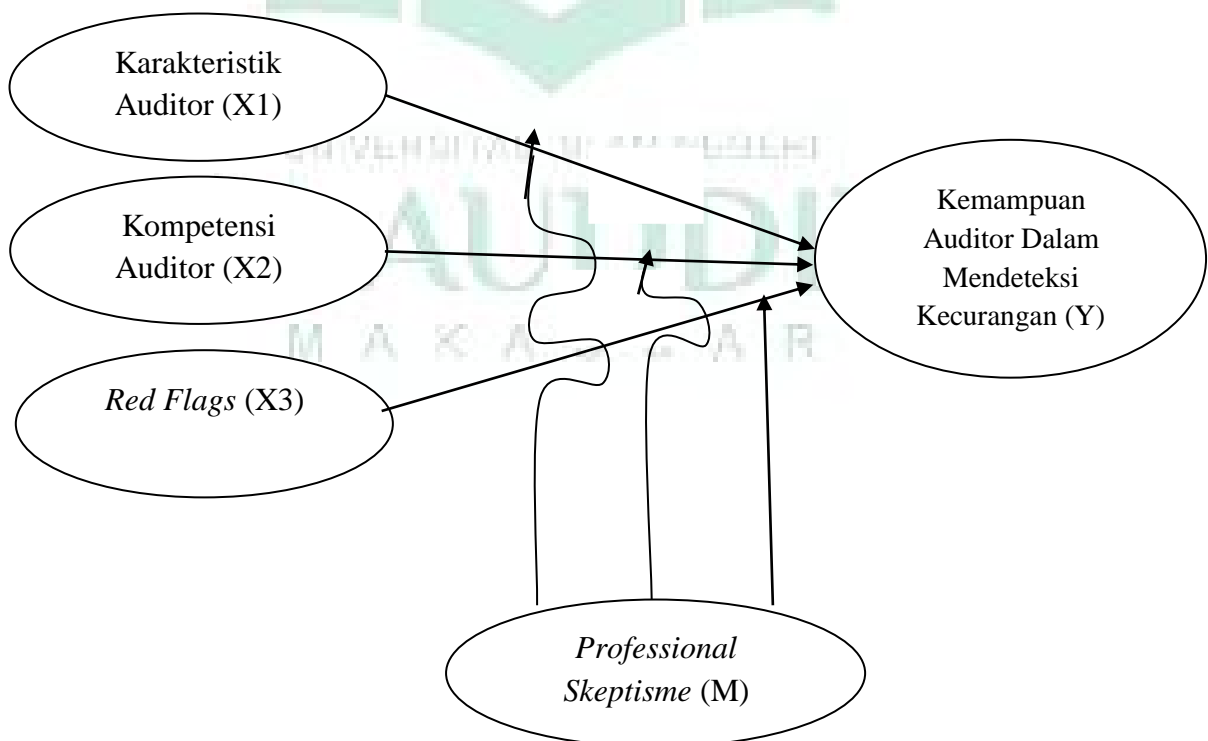 Karakteristik
Auditor (X1)
Kompetensi
Auditor (X2)
Red Flags (X3)
Kemampuan
Auditor Dalam
Mendeteksi
Kecurangan (Y)
Professional
Skeptisme (M)